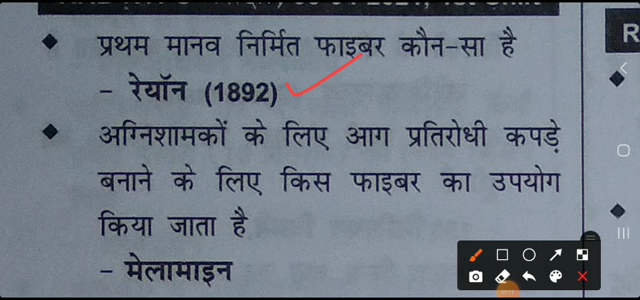 प्रथम मानव निर्मित फाइबर कौन-सा है
- रेयॉन (1892)
अग्निशामकों के लिए आग प्रतिरोधी कपड़े
बनाने के लिए किस फाइबर का उपयोग
किया जाता है
- मेलामाइन
R